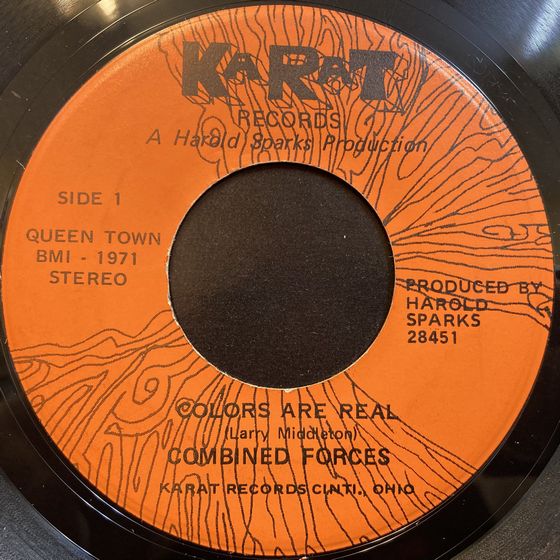 KARAT
RECORDS
A Harold Sparks Production
SIDE 1
QUEEN TOWN
BMI - 1971
STEREO
PRODUCED BY
HAROLD
SPARKS
28451
COLORS ARE REAL
(Larry Middleton)
COMBINED FORCES
KARAT RECORDS CINTI., OHIO